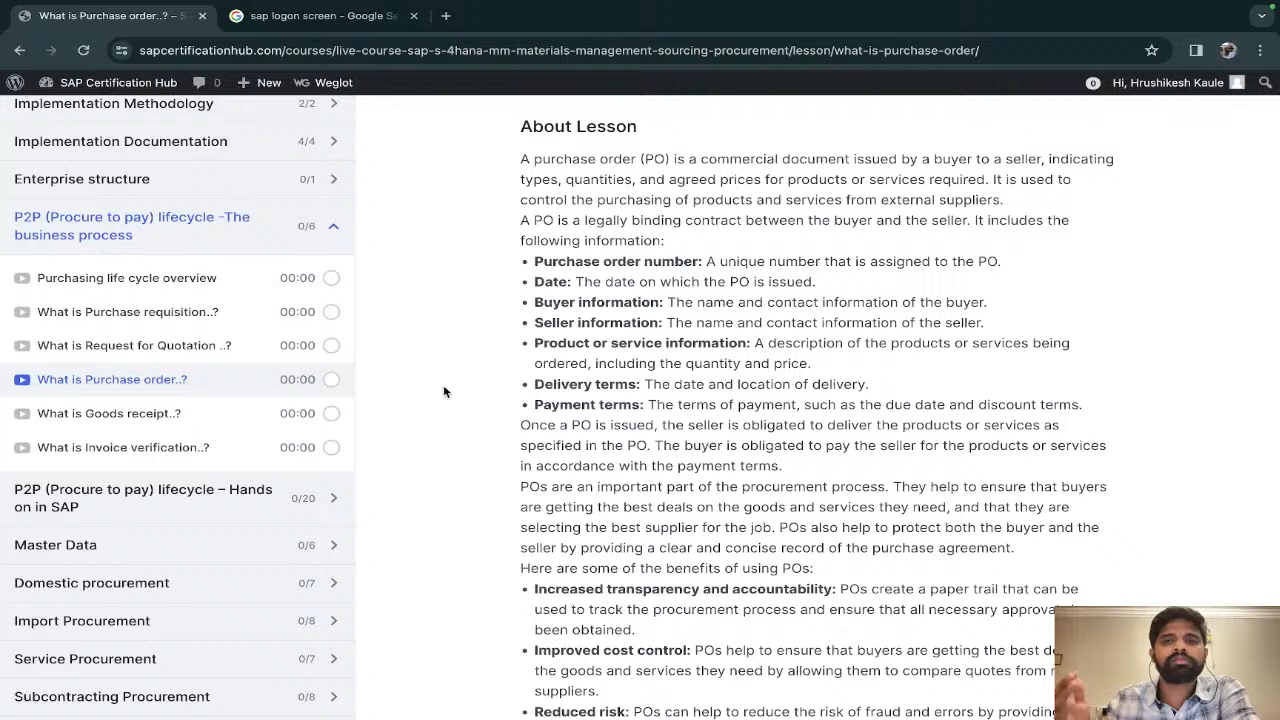 What is Purchase order..? –
sap logon screen - Google Se
sapcertificationhub.com/courses/live-course-sap-s-4hana-mm-materials-management-sourcing-procurement/lesson/what-is-purchase-order/
SAP Certification Hub 0 New WG Weglot 0 Hi, Hrushikesh Kaule
Implementation Methodology 2/2
Implementation Documentation 4/4
Enterprise structure 0/1
P2P (Procure to pay) lifecycle -The
business process 0/6
Purchasing life cycle overview 00:00
What is Purchase requisition..? 00:00
What is Request for Quotation ..? 00:00
What is Purchase order..? 00:00
What is Goods receipt..? 00:00
What is Invoice verification..? 00:00
P2P (Procure to pay) lifecycle – Hands
on in SAP 0/20
Master Data 0/6
Domestic procurement 0/7
Import Procurement 0/8
Service Procurement 0/7
Subcontracting Procurement 0/8
About Lesson
A purchase order (PO) is a commercial document issued by a buyer to a seller, indicating
types, quantities, and agreed prices for products or services required. It is used to
control the purchasing of products and services from external suppliers.
A PO is a legally binding contract between the buyer and the seller. It includes the
following information:
• Purchase order number: A unique number that is assigned to the PO.
• Date: The date on which the PO is issued.
• Buyer information: The name and contact information of the buyer.
• Seller information: The name and contact information of the seller.
• Product or service information: A description of the products or services being
ordered, including the quantity and price.
• Delivery terms: The date and location of delivery.
• Payment terms: The terms of payment, such as the due date and discount terms.
Once a PO is issued, the seller is obligated to deliver the products or services as
specified in the PO. The buyer is obligated to pay the seller for the products or services
in accordance with the payment terms.
POs are an important part of the procurement process. They help to ensure that buyers
are getting the best deals on the goods and services they need, and that they are
selecting the best supplier for the job. POs also help to protect both the buyer and the
seller by providing a clear and concise record of the purchase agreement.
Here are some of the benefits of using POs:
• Increased transparency and accountability: POs create a paper trail that can be
used to track the procurement process and ensure that all necessary
been obtained.
• Improved cost control: POs help to ensure that buyers are getting the best
the goods and services they need by allowing them to compare quotes from
suppliers.
• Reduced risk: POs can help to reduce the risk of fraud and errors by providing